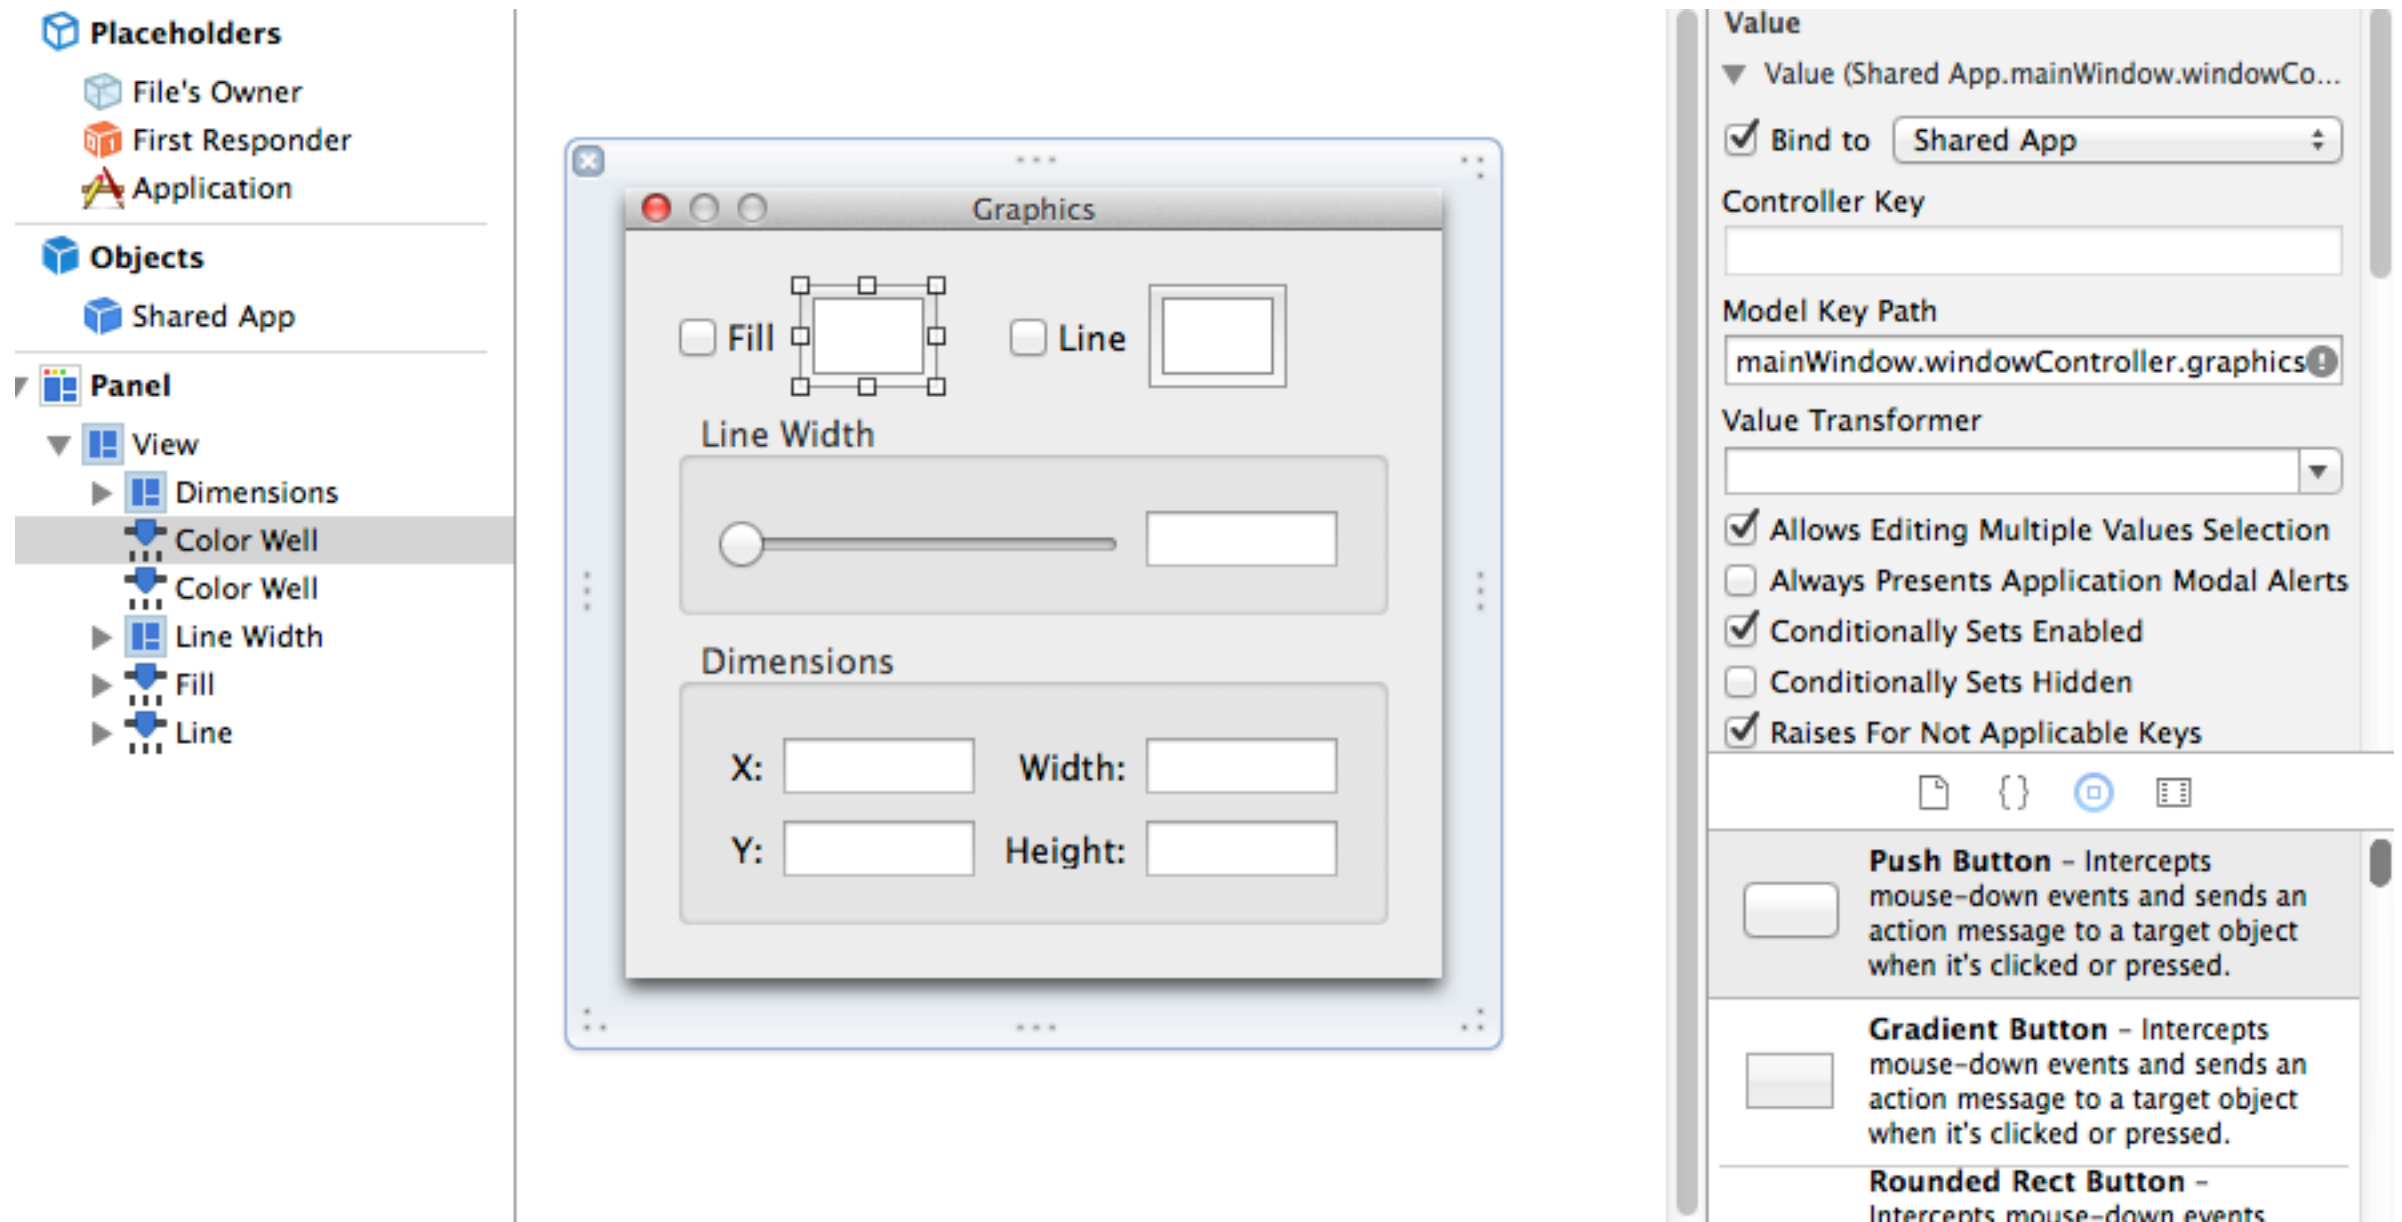 Placeholders
File's Owner
First Responder
Application
Objects
Shared App
Panel
View
Dimensions
Color Well
Color Well
Line Width
Fill
Line
Graphics
Fill
Line
Line Width
Dimensions
X:
Width:
Y:
Height:
Value
Value (Shared App.mainWindow.windowCo...
Bind to
Shared App
Controller Key
Model Key Path
mainWindow.windowController.graphics
Value Transformer
Allows Editing Multiple Values Selection
Always Presents Application Modal Alerts
Conditionally Sets Enabled
Conditionally Sets Hidden
Raises For Not Applicable Keys
Push Button – Intercepts
mouse-down events and sends an
action message to a target object
when it's clicked or pressed.
Gradient Button – Intercepts
mouse-down events and sends an
action message to a target object
when it's clicked or pressed.
Rounded Rect Button –
Intercepts mouse-down events